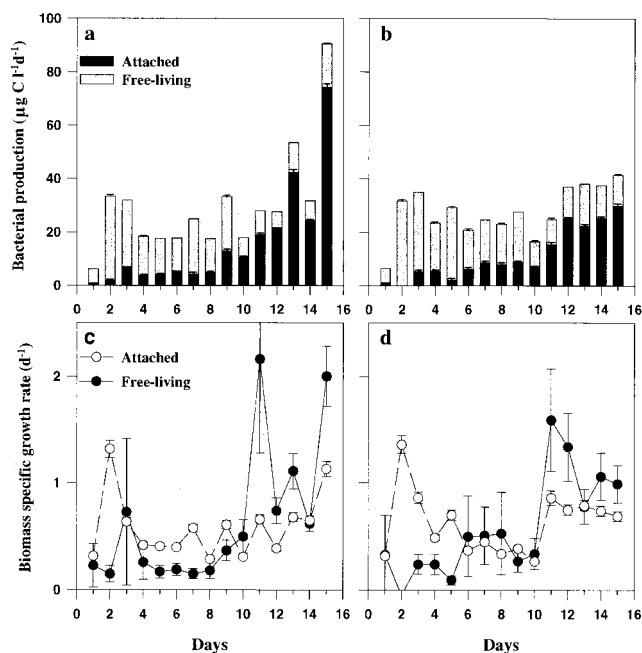 100
80
60
40
20
0
Bacterial production (µg C l⁻¹d⁻¹)
a
Attached
Free-living
0 2 4 6 8 10 12 14 16
b
Attached
Free-living
0 2 4 6 8 10 12 14 16
2
1
0
Biomass specific growth rate (d⁻¹)
c
Attached
Free-living
0 2 4 6 8 10 12 14 16
Days
d
0 2 4 6 8 10 12 14 16
Days